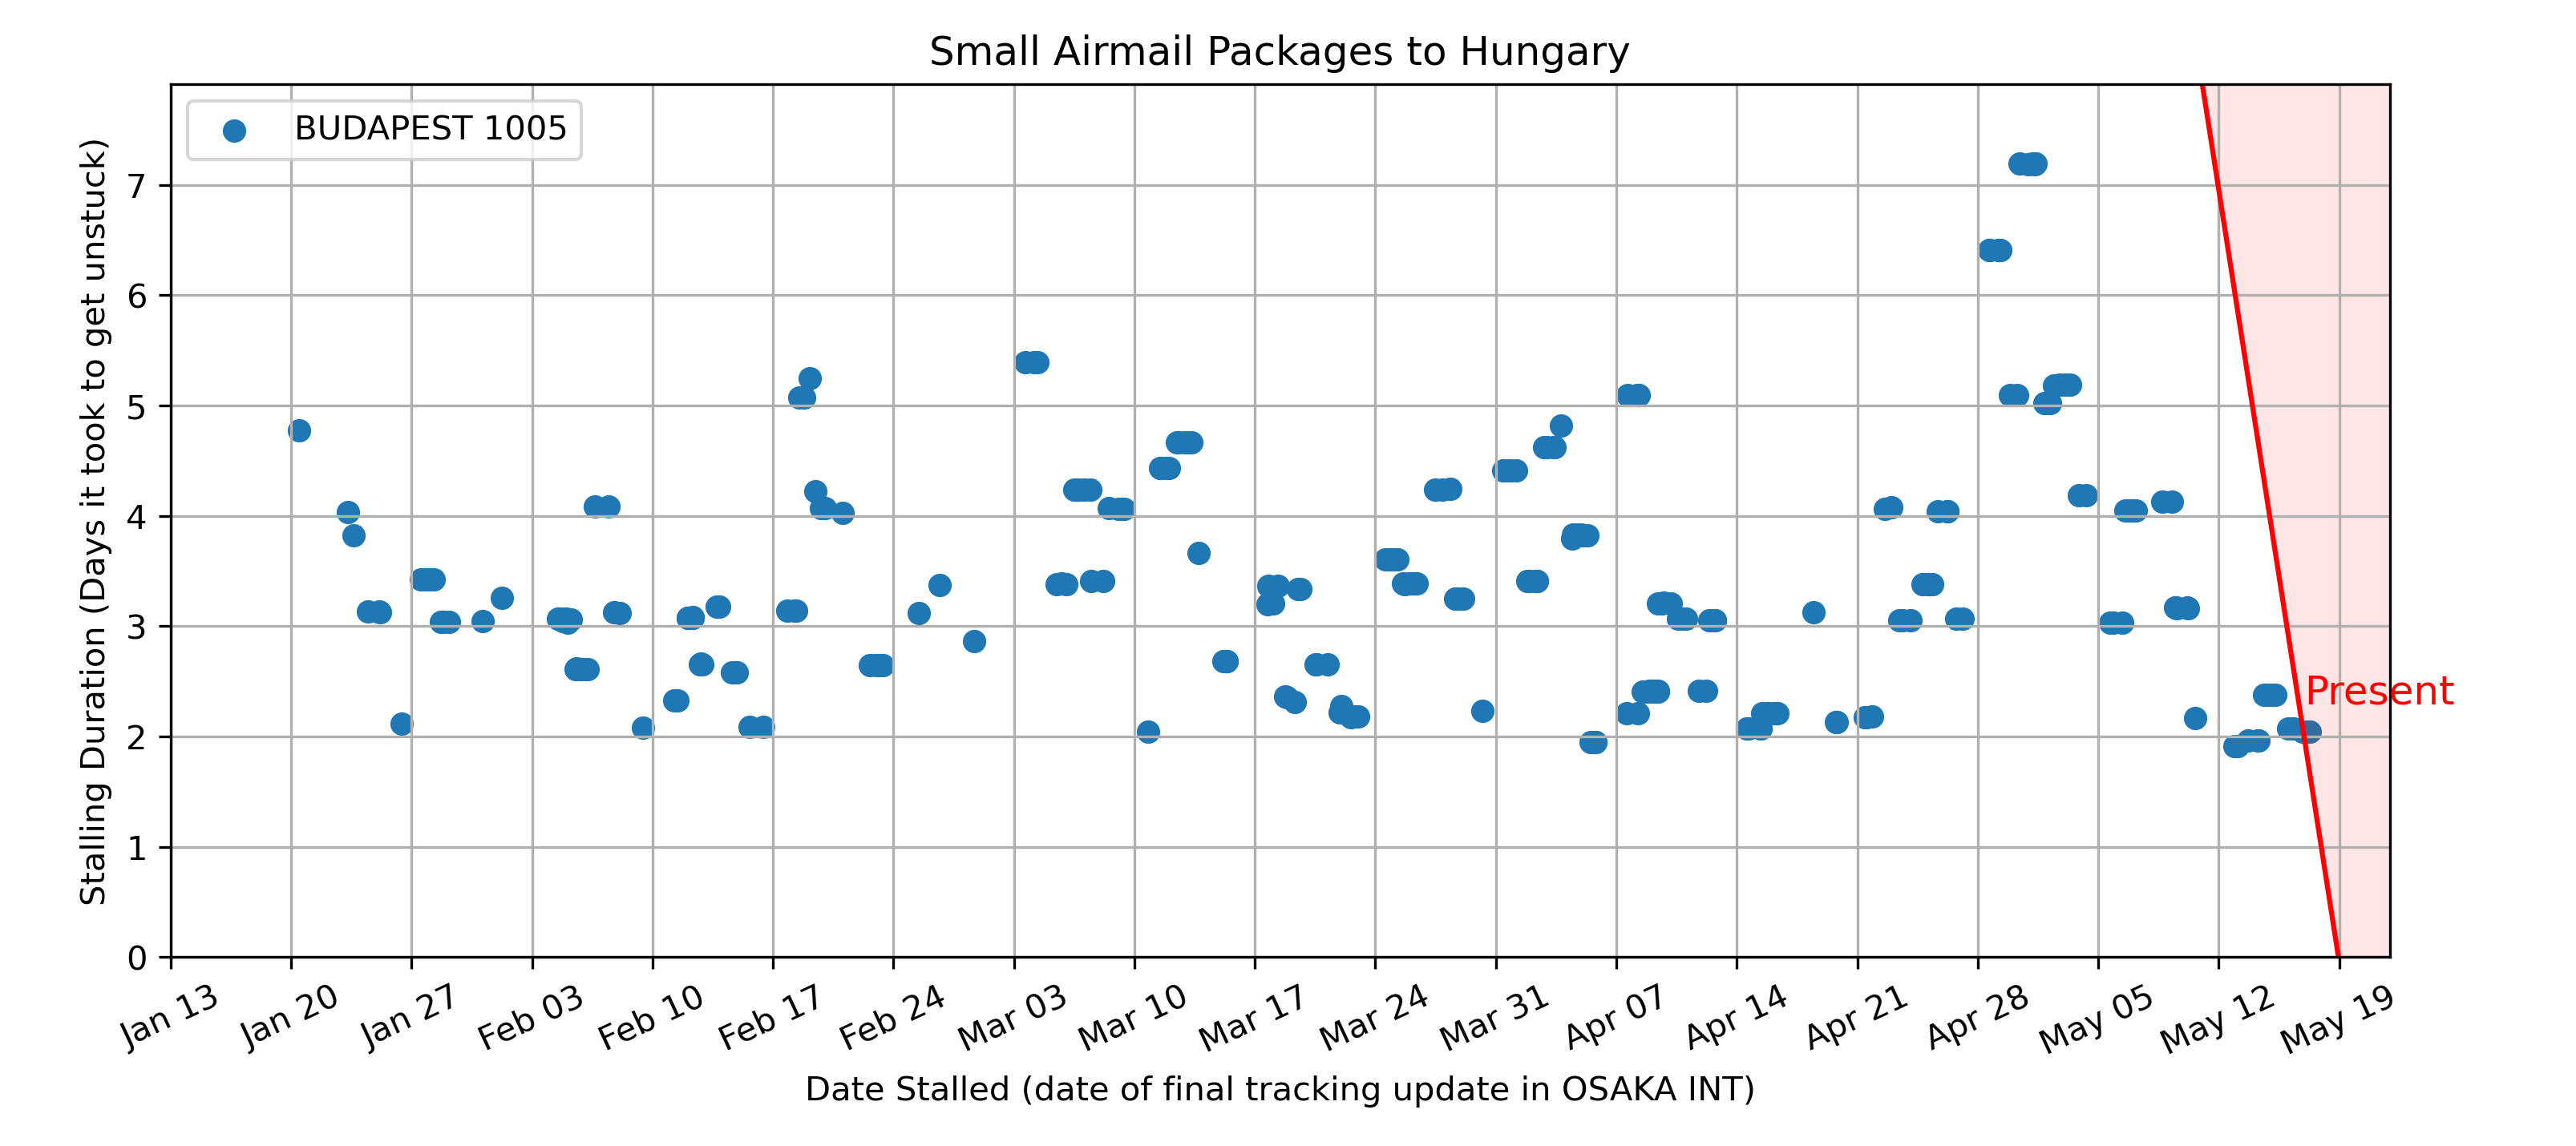 Small Airmail Packages to Hungary
BUDAPEST 1005
Stalling Duration (Days it took to get unstuck)
7
6
5
4
3
2
1
0
Present
Jan 13 Jan 20 Jan 27 Feb 03 Feb 10 Feb 17 Feb 24 Mar 03 Mar 10 Mar 17 Mar 24 Mar 31 Apr 07 Apr 14 Apr 21 Apr 28 May 05 May 12 May 19
Date Stalled (date of final tracking update in OSAKA INT)